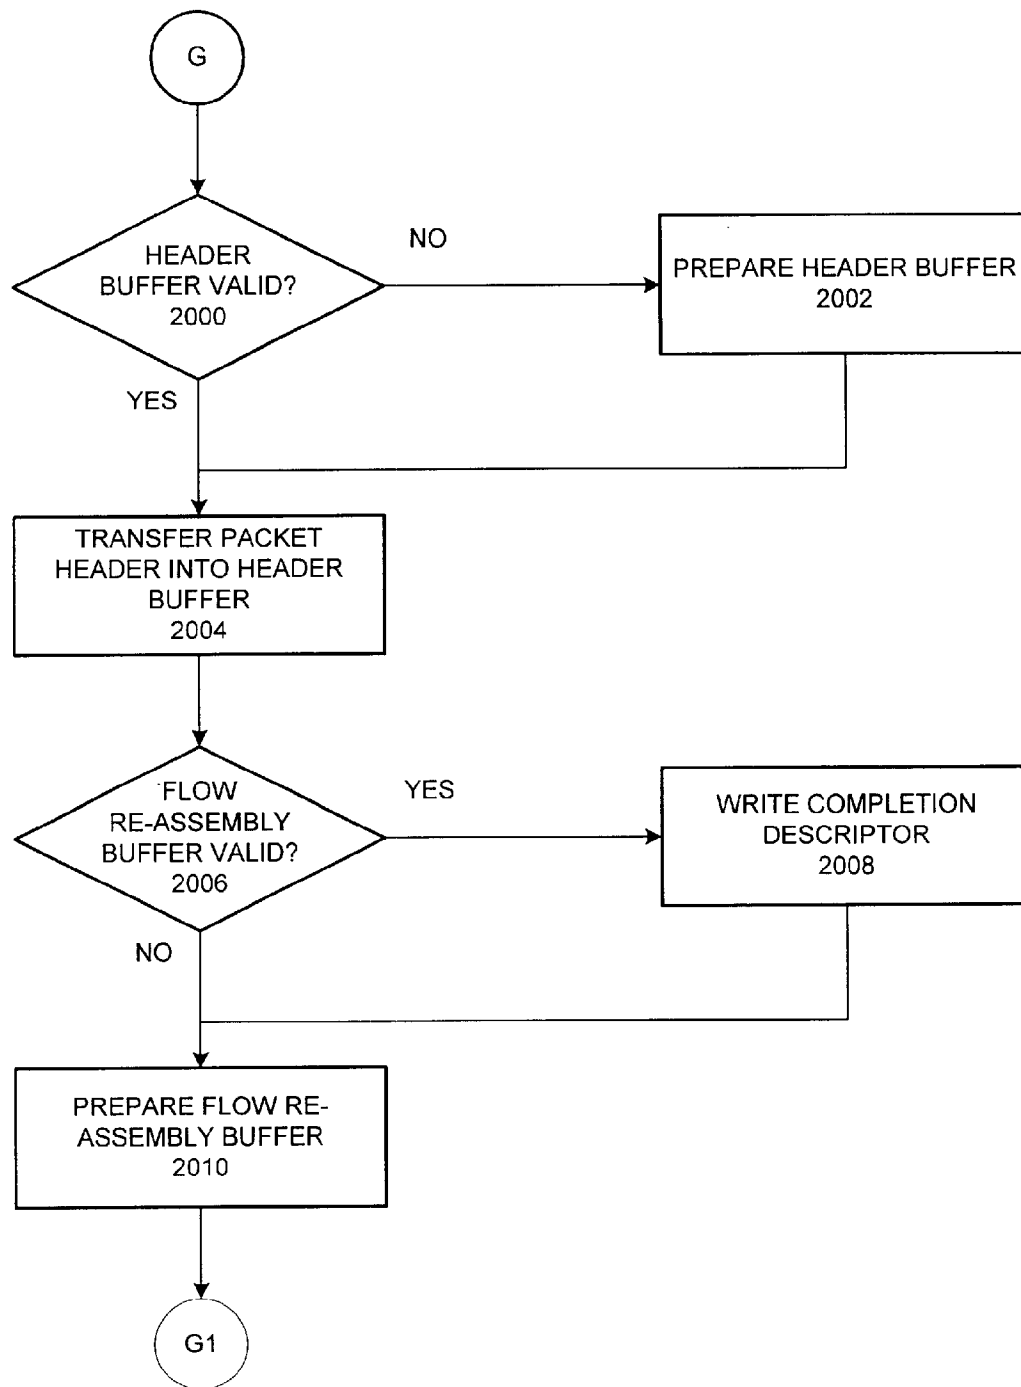 G
HEADER
BUFFER VALID?
2000
NO
PREPARE HEADER BUFFER
2002
YES
TRANSFER PACKET
HEADER INTO HEADER
BUFFER
2004
FLOW
RE-ASSEMBLY
BUFFER VALID?
2006
YES
WRITE COMPLETION
DESCRIPTOR
2008
NO
PREPARE FLOW RE-
ASSEMBLY BUFFER
2010
G1